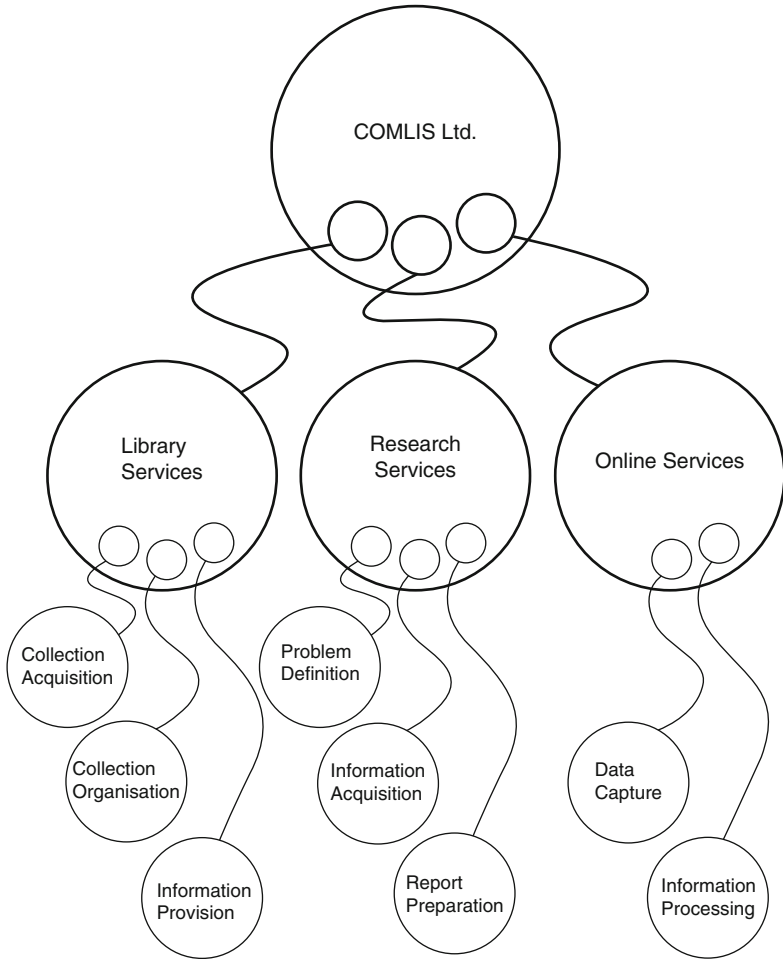 COMLIS Ltd.
Library
Services
Research
Services
Online Services
Collection
Acquisition
Problem
Definition
Collection
Organisation
Information
Acquisition
Data
Capture
Information
Provision
Report
Preparation
Information
Processing